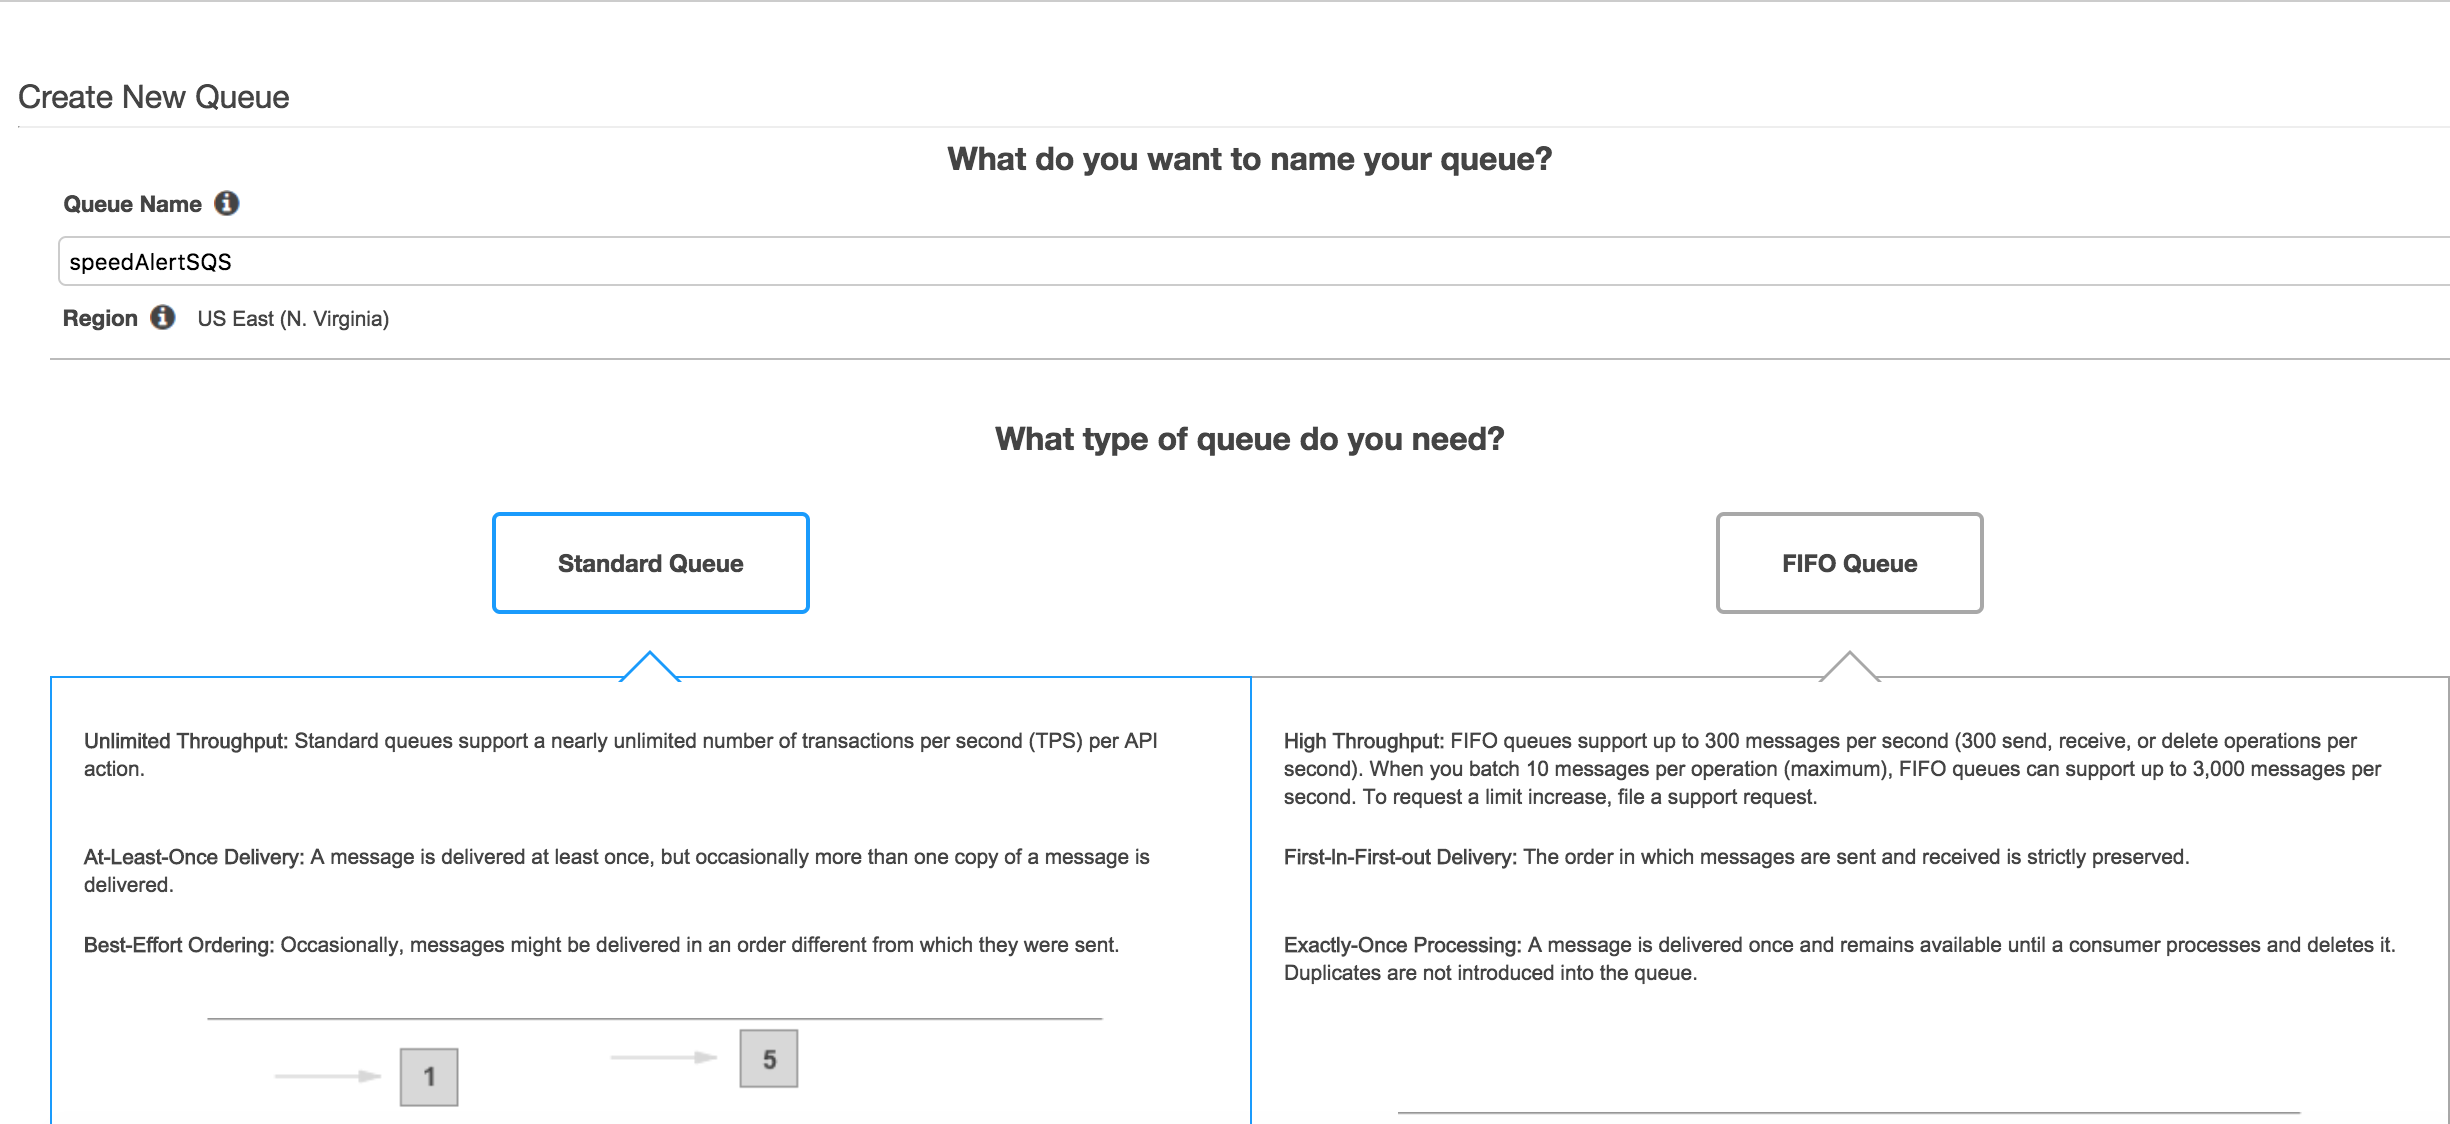 Create New Queue
What do you want to name your queue?
Queue Name
speedAlertSQS
Region US East (N. Virginia)
What type of queue do you need?
Standard Queue
FIFO Queue
Unlimited Throughput: Standard queues support a nearly unlimited number of transactions per second (TPS) per API
action.
At-Least-Once Delivery: A message is delivered at least once, but occasionally more than one copy of a message is
delivered.
Best-Effort Ordering: Occasionally, messages might be delivered in an order different from which they were sent.
1
5
High Throughput: FIFO queues support up to 300 messages per second (300 send, receive, or delete operations per
second). When you batch 10 messages per operation (maximum), FIFO queues can support up to 3,000 messages per
second. To request a limit increase, file a support request.
First-In-First-out Delivery: The order in which messages are sent and received is strictly preserved.
Exactly-Once Processing: A message is delivered once and remains available until a consumer processes and deletes it.
Duplicates are not introduced into the queue.